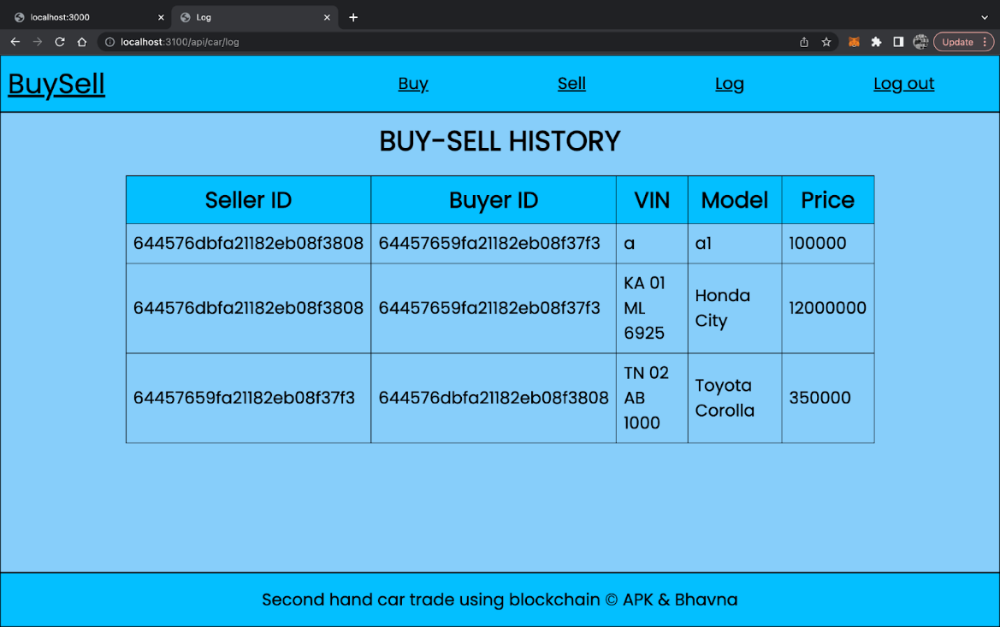 localhost:3000
Log
localhost:3100/api/car/log
Update
BuySell
Buy
Sell
Log
Log out
BUY-SELL HISTORY
Seller ID Buyer ID VIN Model Price
644576dbfa21182eb08f3808 64457659fa21182eb08f37f3 a a1 100000
644576dbfa21182eb08f3808 64457659fa21182eb08f37f3
KA 01
ML
6925
Honda
City
12000000
64457659fa21182eb08f37f3 644576dbfa21182eb08f3808
TN 02
AB
1000
Toyota
Corolla
350000
Second hand car trade using blockchain © APK & Bhavna